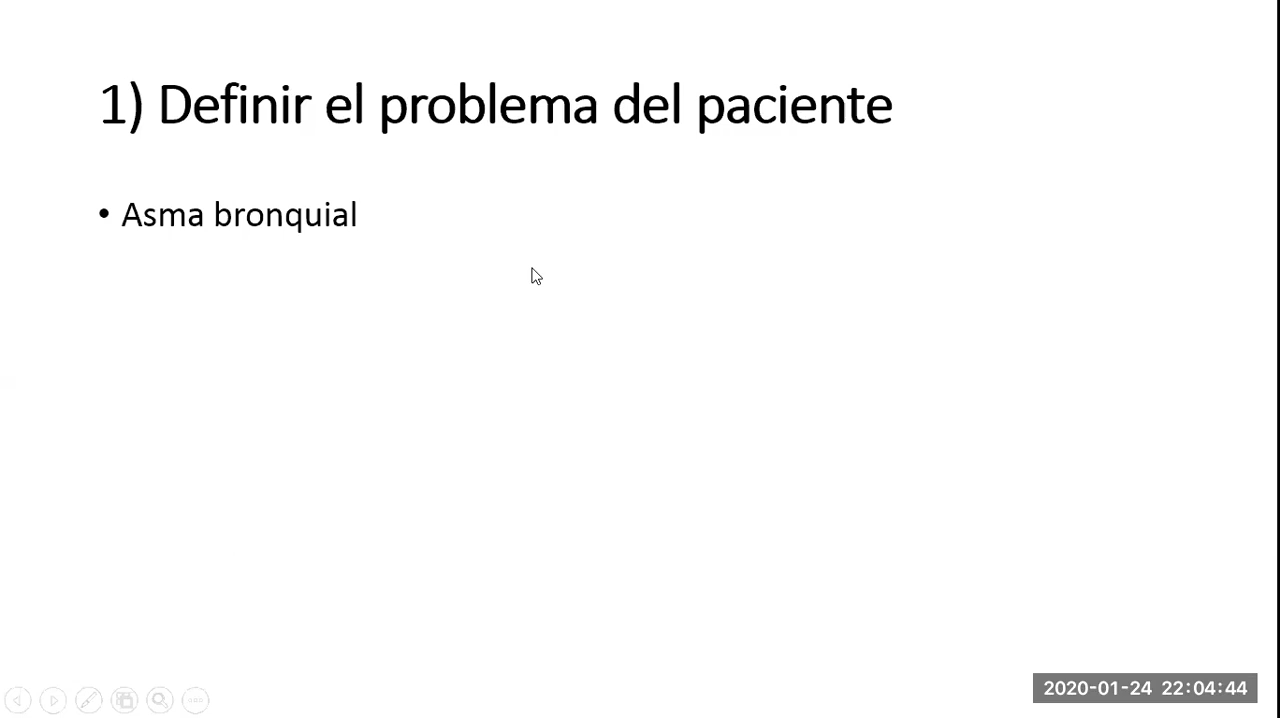 1) Definir el problema del paciente
• Asma bronquial
2020-01-24 22:04:44